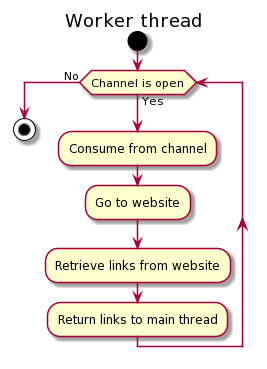 Worker thread
No
Channel is open
Yes
Consume from channel
Go to website
Retrieve links from website
Return links to main thread